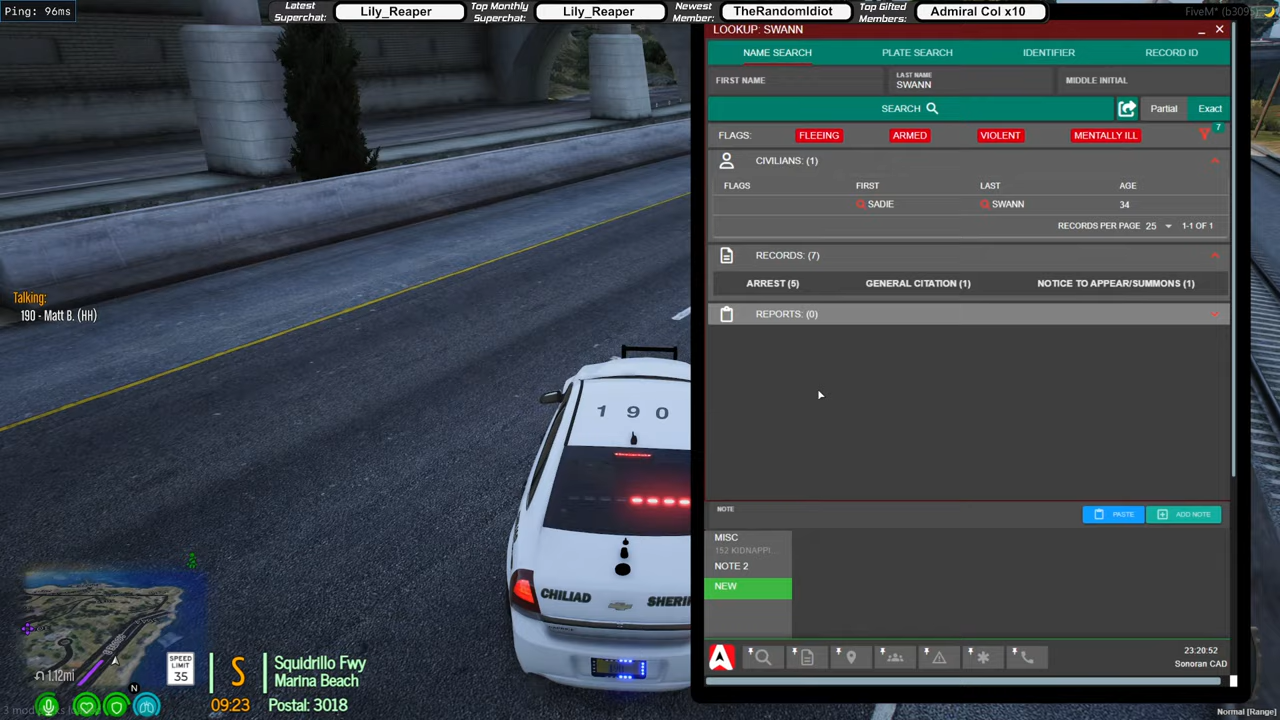 Ping: 96ms
Latest Superchat:
Lily_Reaper
Top Monthly Superchat:
Lily_Reaper
Newest Member:
TheRandomIdiot
Top Gifted Members:
Admiral Col x10
LOOKUP: SWANN
NAME SEARCH
PLATE SEARCH
IDENTIFIER
RECORD ID
FIRST NAME
LAST NAME
SWANN
MIDDLE INITIAL
SEARCH
Partial
Exact
FLAGS:
FLEEING
ARMED
VIOLENT
MENTALLY ILL
7
CIVILIANS: (1)
FLAGS FIRST LAST AGE
SADIE SWANN 34
RECORDS PER PAGE 25 1-1 OF 1
RECORDS: (7)
ARREST (5)
GENERAL CITATION (1)
NOTICE TO APPEAR/SUMMONS (1)
REPORTS: (0)
Talking:
190 - Matt B. (HH)
190
CHILIAD
NOTE
PASTE
ADD NOTE
MISC
152 KIDNAPPI...
NOTE 2
NEW
23:20:52
Sonoran CAD
1.12mi
N
SPEED LIMIT
35
S
09:23
Squidrillo Fwy
Marina Beach
Postal: 3018
Normal [Range]